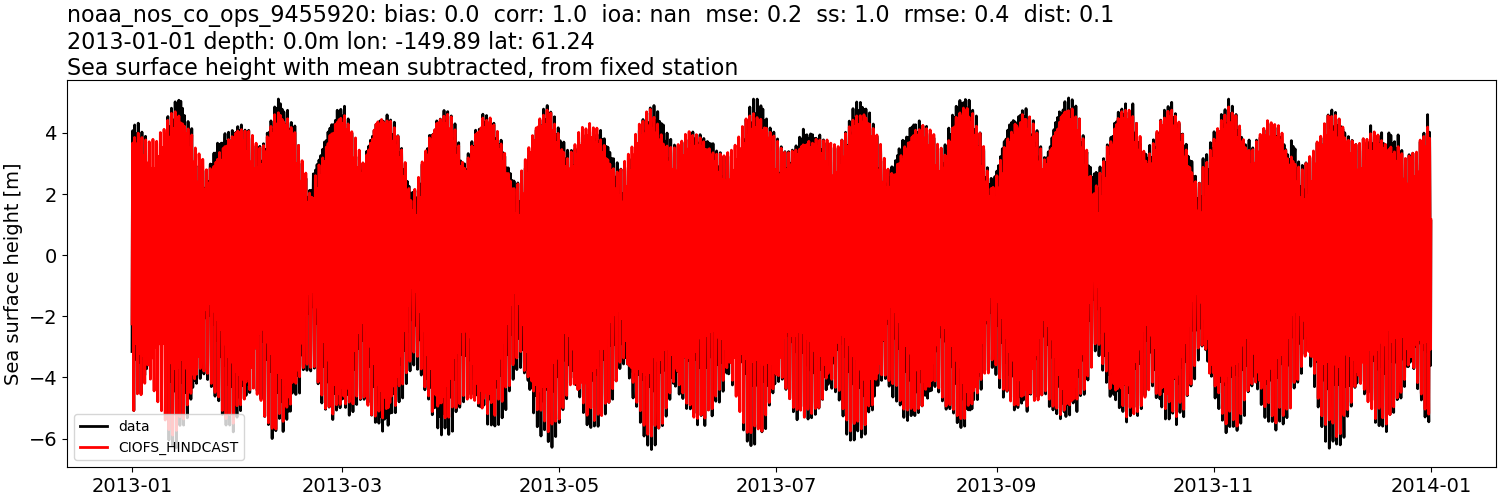 noaa_nos_co_ops_9455920: bias: 0.0  corr: 1.0  ioa: nan  mse: 0.2  ss: 1.0  rmse: 0.4  dist: 0.1
2013-01-01 depth: 0.0m lon: -149.89 lat: 61.24
Sea surface height with mean subtracted, from fixed station
Sea surface height [m]
4
2
0
−2
−4
−6
data
CIOFS_HINDCAST
2013-01
2013-03
2013-05
2013-07
2013-09
2013-11
2014-01